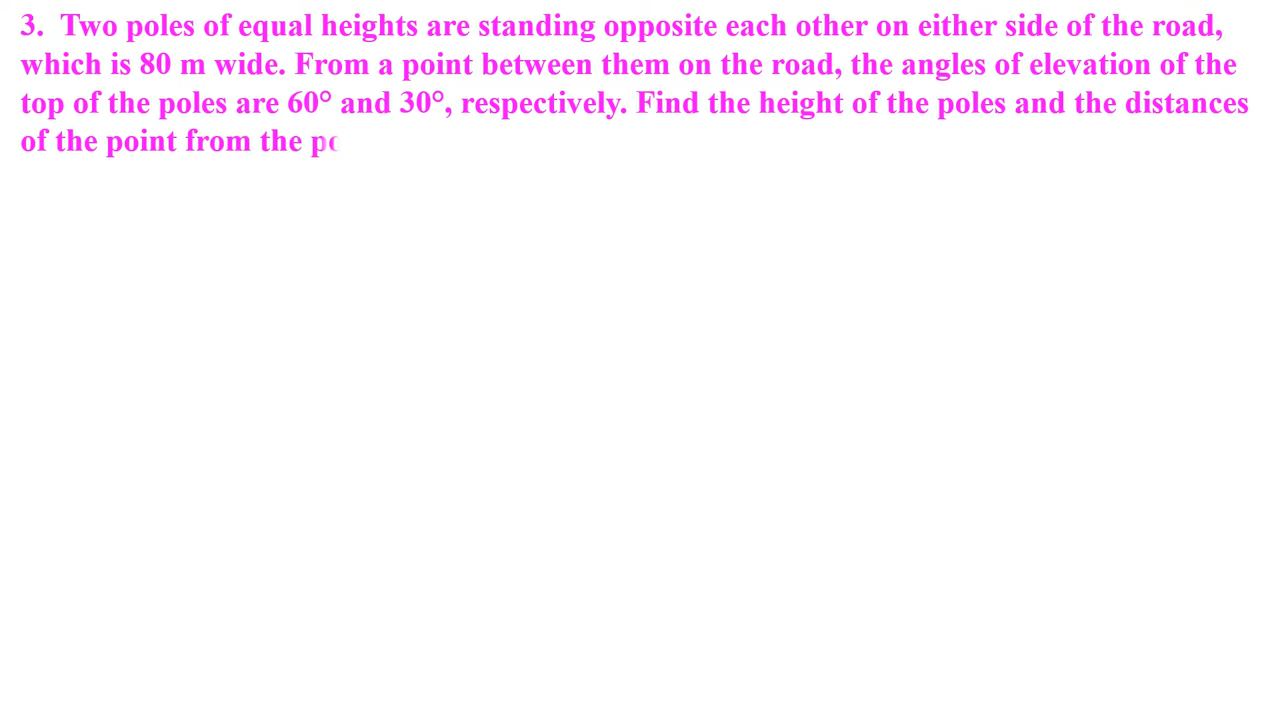 3. Two poles of equal heights are standing opposite each other on either side of the road,
which is 80 m wide. From a point between them on the road, the angles of elevation of the
top of the poles are 60° and 30°, respectively. Find the height of the poles and the distances
of the point from the